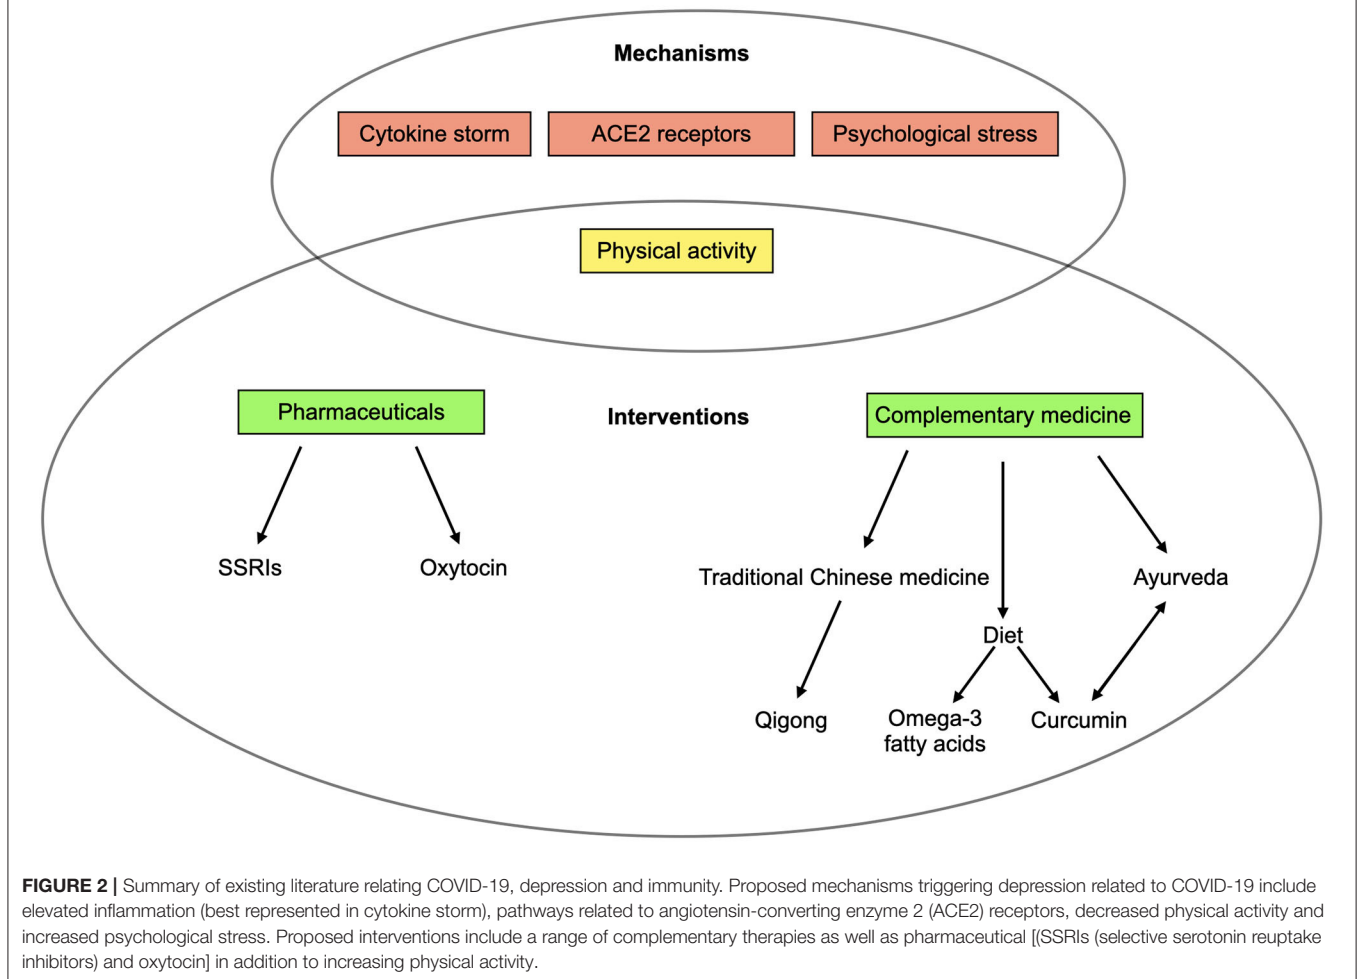 Mechanisms
Cytokine storm
ACE2 receptors
Psychological stress
Physical activity
Pharmaceuticals
Interventions
Complementary medicine
SSRIs
Oxytocin
Traditional Chinese medicine
Ayurveda
Diet
Qigong
Omega-3
fatty acids
Curcumin
FIGURE 2 | Summary of existing literature relating COVID-19, depression and immunity. Proposed mechanisms triggering depression related to COVID-19 include
elevated inflammation (best represented in cytokine storm), pathways related to angiotensin-converting enzyme 2 (ACE2) receptors, decreased physical activity and
increased psychological stress. Proposed interventions include a range of complementary therapies as well as pharmaceutical [(SSRIs (selective serotonin reuptake
inhibitors) and oxytocin] in addition to increasing physical activity.